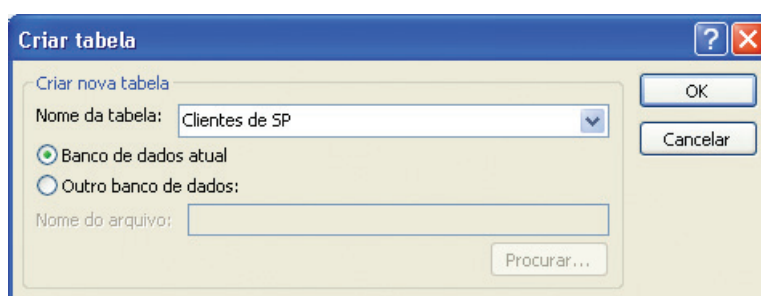 Criar tabela
?
Criar nova tabela
Nome da tabela: Clientes de SP
Banco de dados atual
Outro banco de dados:
Nome do arquivo:
Procurar...
OK
Cancelar